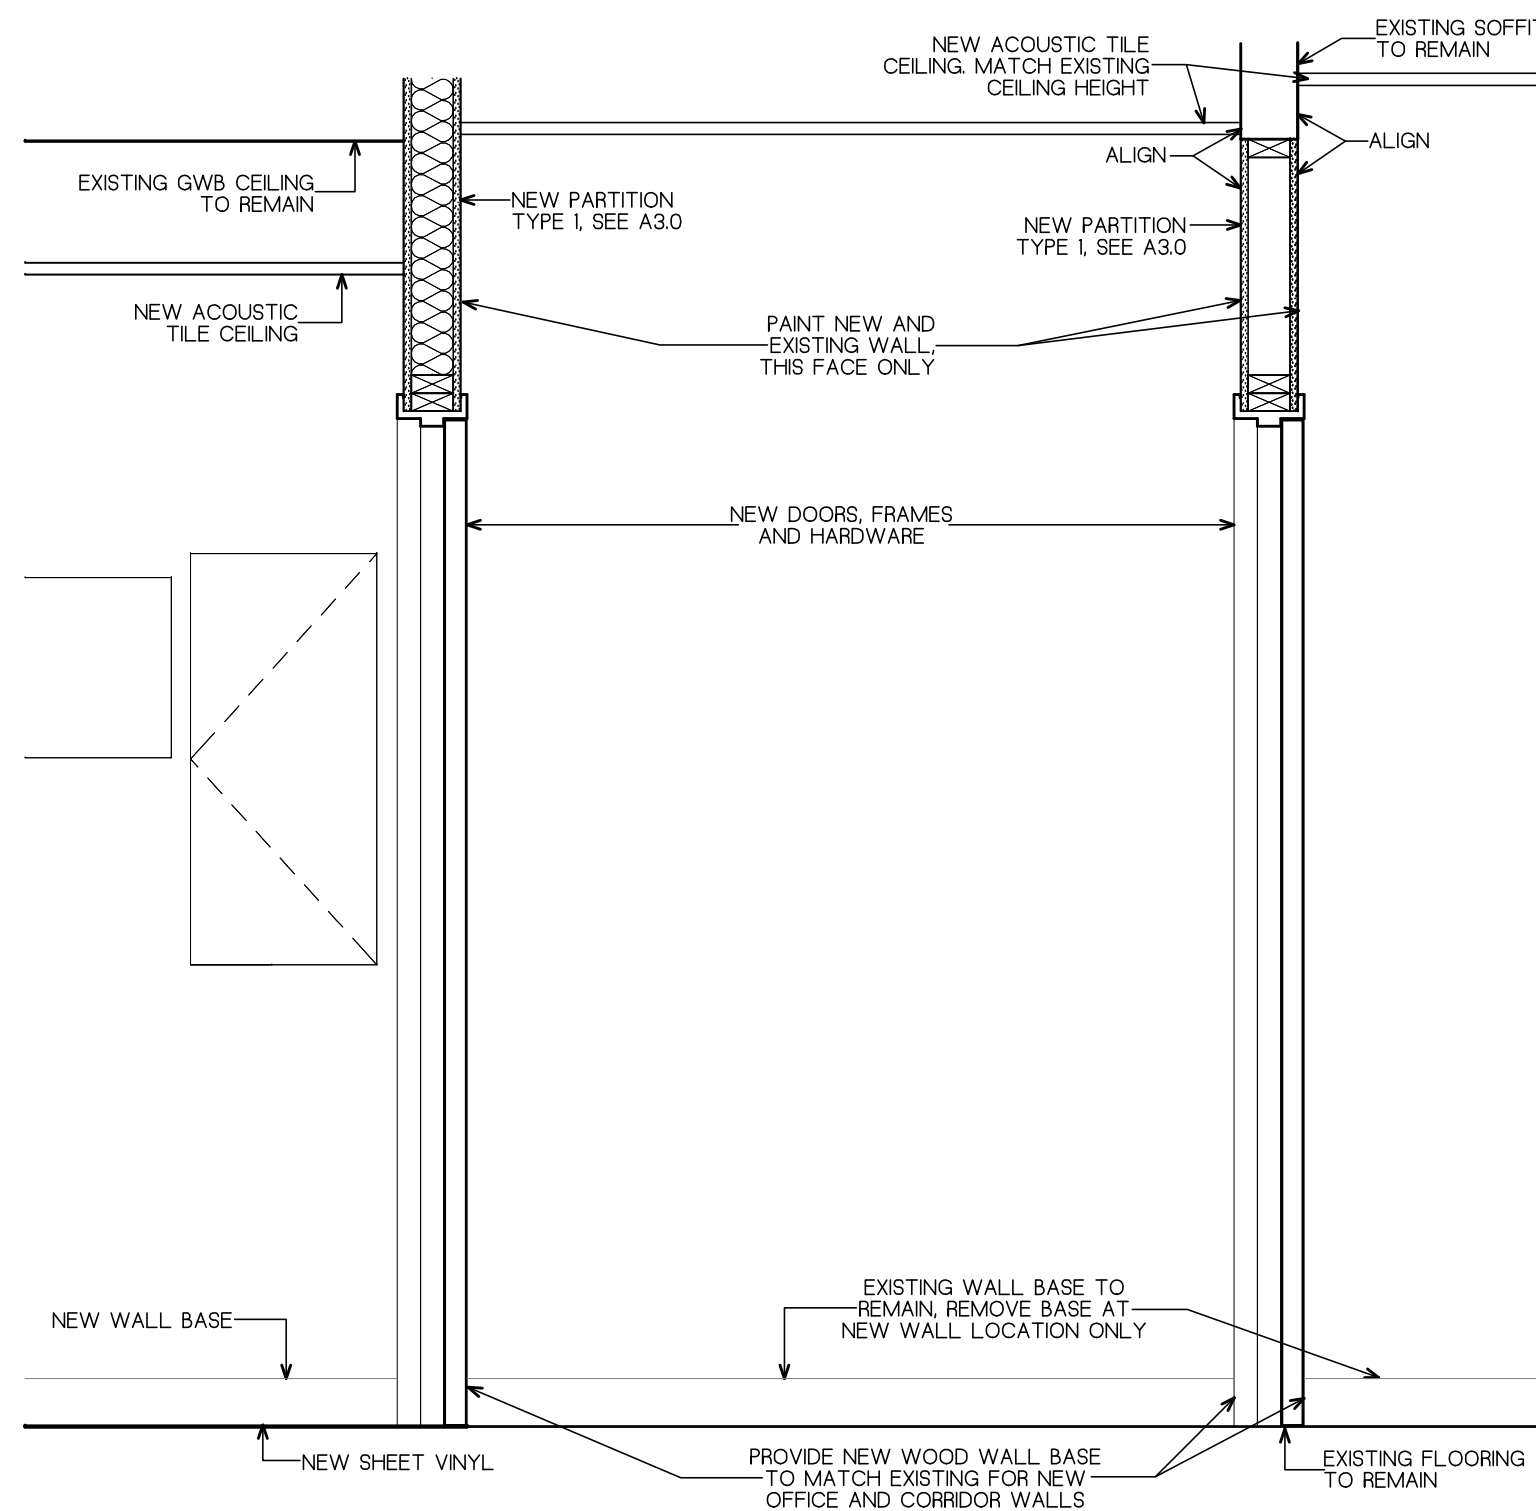 EXISTING SOFFIT
TO REMAIN
NEW ACOUSTIC TILE
CEILING. MATCH EXISTING
CEILING HEIGHT
ALIGN
ALIGN
EXISTING GWB CEILING
TO REMAIN
NEW PARTITION
TYPE 1, SEE A3.0
NEW PARTITION
TYPE 1, SEE A3.0
NEW ACOUSTIC
TILE CEILING
PAINT NEW AND
EXISTING WALL,
THIS FACE ONLY
NEW DOORS, FRAMES
AND HARDWARE
EXISTING WALL BASE TO
REMAIN, REMOVE BASE AT
NEW WALL LOCATION ONLY
NEW WALL BASE
NEW SHEET VINYL
PROVIDE NEW WOOD WALL BASE
TO MATCH EXISTING FOR NEW
OFFICE AND CORRIDOR WALLS
EXISTING FLOORING
TO REMAIN